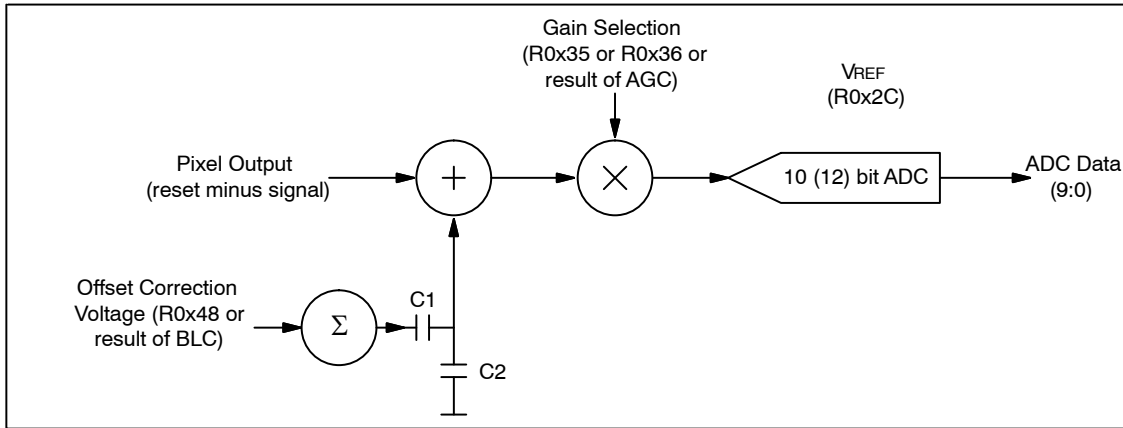 Gain Selection
(R0x35 or R0x36 or
result of AGC)
VREF
(R0x2C)
Pixel Output
(reset minus signal)
+
×
10 (12) bit ADC
ADC Data
(9:0)
Offset Correction
Voltage (R0x48 or
result of BLC)
Σ
C1
C2